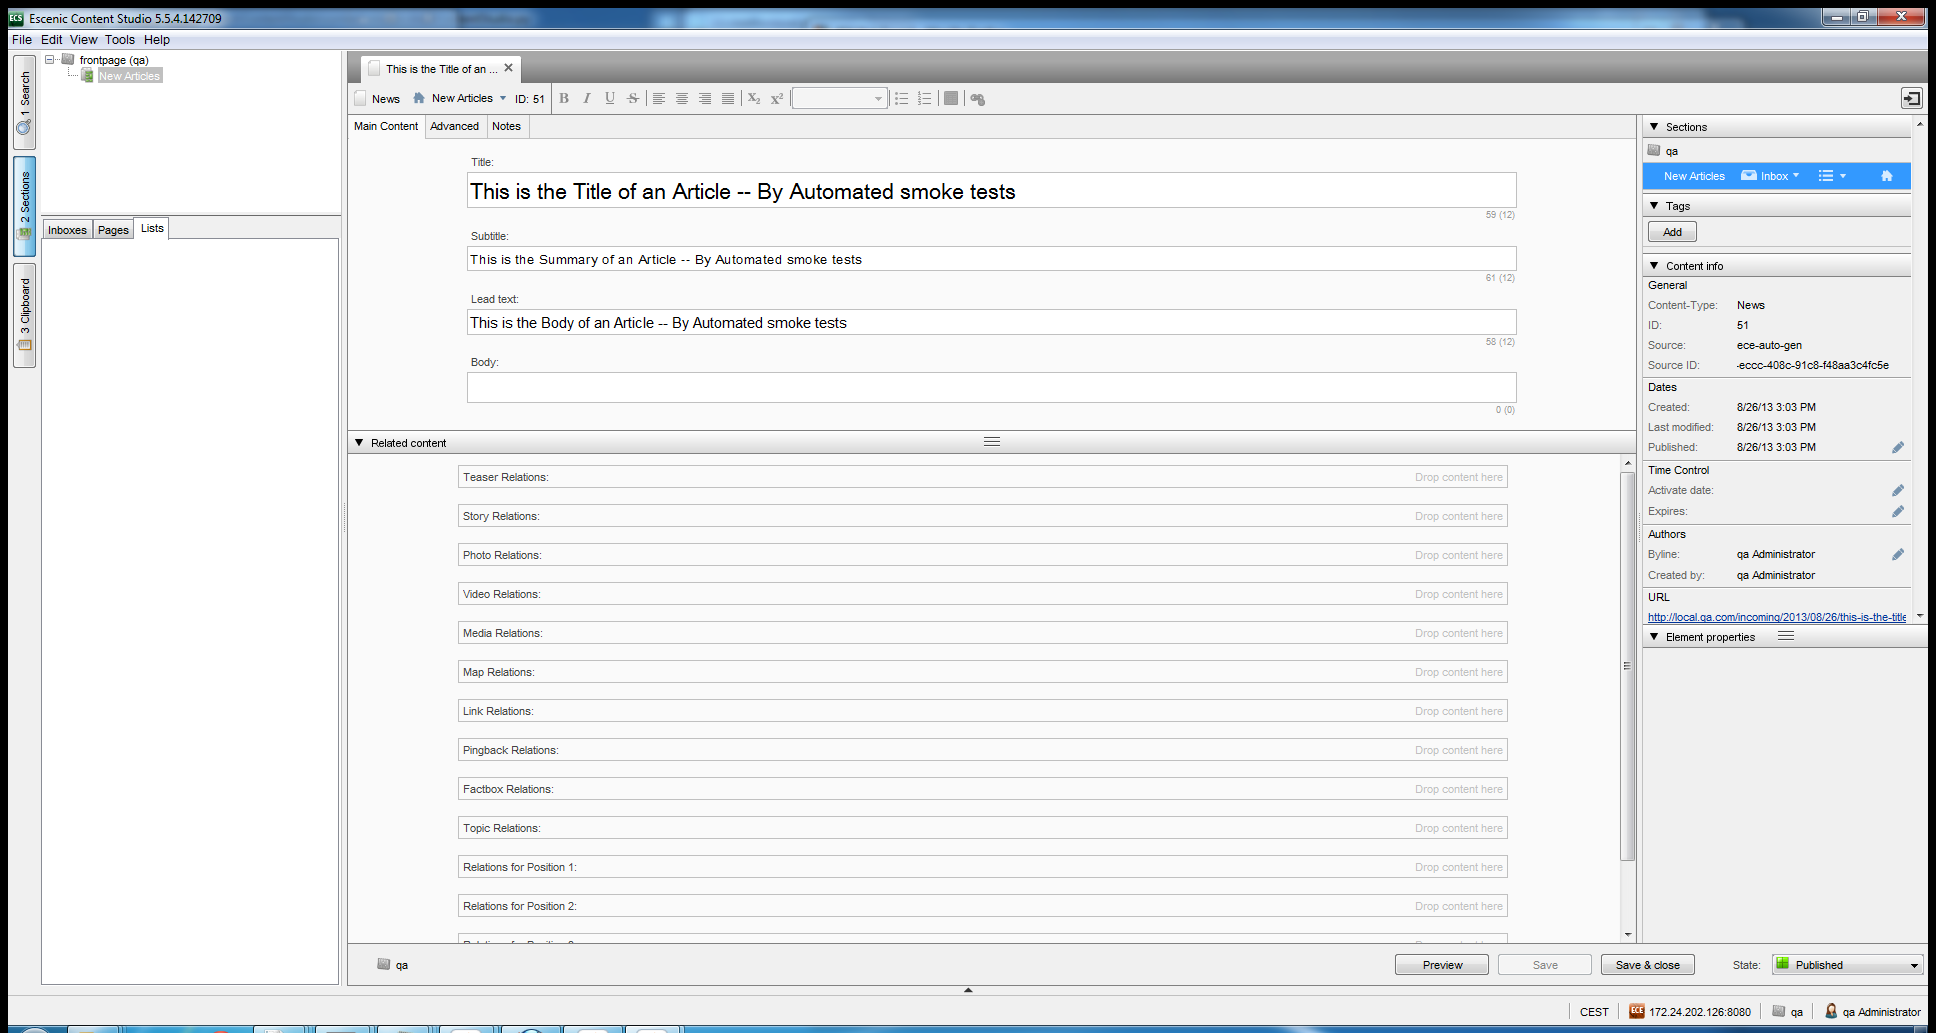 Escenic Content Studio 5.5.4.142709
File Edit View Tools Help
1 Search
2 Sections
3 Clipboard
frontpage (qa)
New Articles
Inboxes Pages Lists
This is the Title of an ...
News New Articles ID: 51 B I U S X2 X2
Main Content Advanced Notes
Title:
This is the Title of an Article -- By Automated smoke tests
59 (12)
Subtitle:
This is the Summary of an Article -- By Automated smoke tests
61 (12)
Lead text:
This is the Body of an Article -- By Automated smoke tests
58 (12)
Body:
0 (0)
Related content
Teaser Relations: Drop content here
Story Relations: Drop content here
Photo Relations: Drop content here
Video Relations: Drop content here
Media Relations: Drop content here
Map Relations: Drop content here
Link Relations: Drop content here
Pingback Relations: Drop content here
Factbox Relations: Drop content here
Topic Relations: Drop content here
Relations for Position 1: Drop content here
Relations for Position 2: Drop content here
qa
Preview Save Save & close State: Published
Sections
qa
New Articles Inbox
Tags
Add
Content info
General
Content-Type: News
ID: 51
Source: ece-auto-gen
Source ID: -eccc-408c-91c8-f48aa3c4fc5e
Dates
Created: 8/26/13 3:03 PM
Last modified: 8/26/13 3:03 PM
Published: 8/26/13 3:03 PM
Time Control
Activate date:
Expires:
Authors
Byline: qa Administrator
Created by: qa Administrator
URL
http://local.qa.com/incoming/2013/08/26/this-is-the-title
Element properties
CEST ECE 172.24.202.126:8080 qa qa Administrator